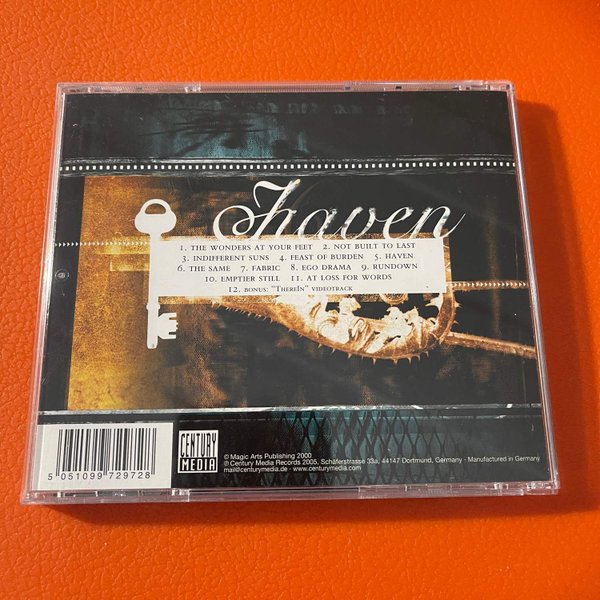 haven
1. THE WONDERS AT YOUR FEET 2. NOT BUILT TO LAST
3. INDIFFERENT SUNS 4. FEAST OF BURDEN 5. HAVEN
6. THE SAME 7. FABRIC 8. EGO DRAMA 9. RUNDOWN
10. EMPTIER STILL 11. AT LOSS FOR WORDS
12. BONUS: "THEREIN" VIDEOTRACK
CENTURY
MEDIA
© Magic Arts Publishing 2000
℗ Century Media Records 2005, Schäferstrasse 33a, 44147 Dortmund, Germany - Manufactured in Germany
mail@centurymedia.de - www.centurymedia.com
5 051099 729728